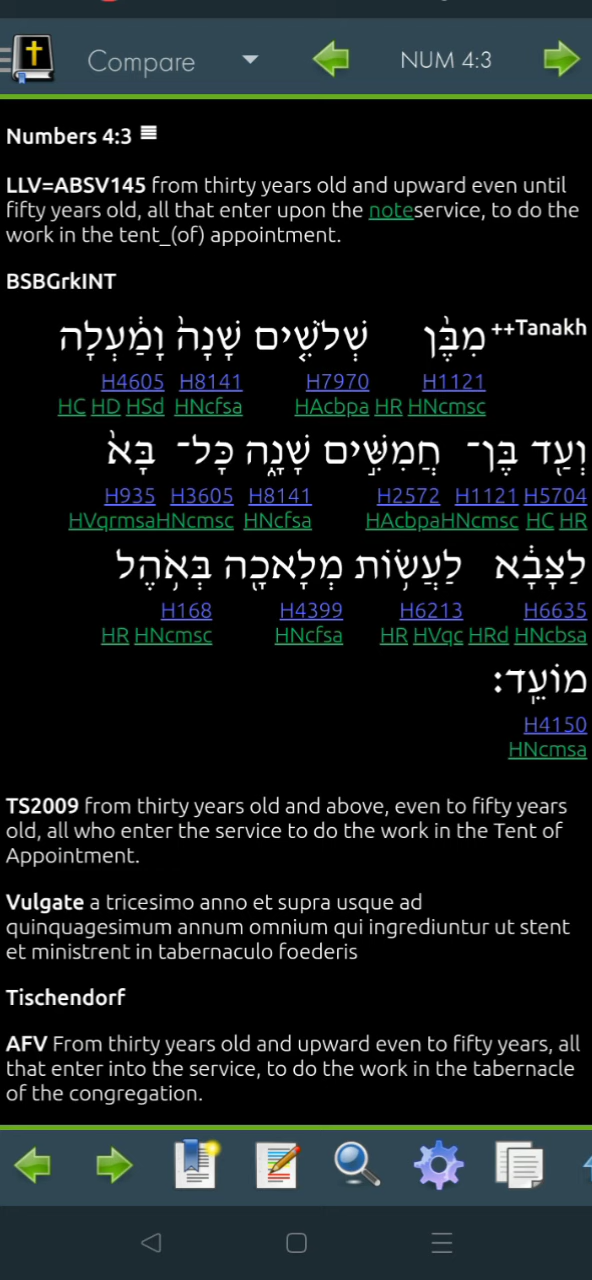 Compare
NUM 4:3
Numbers 4:3
LLV=ABSV145 from thirty years old and upward even until
fifty years old, all that enter upon the noteservice, to do the
work in the tent_(of) appointment.
BSBGrkINT
++Tanakh מִבֶּ֨ן שְׁלֹשִׁ֤ים שָׁנָה֙ וָמַ֔עְלָה
H4605 H8141 H7970 H1121
HC HD HSd HNcfsa HAcbpa HR HNcmsc
וְעַ֖ד בֶּן־ חֲמִשִּׁ֣ים שָׁנָ֑ה כָּל־ בָּא֙
H935 H3605 H8141 H2572 H1121 H5704
HVqrmsaHNcmsc HNcfsa HAcbpaHNcmsc HC HR
לַצָּבָ֔א לַעֲשׂ֥וֹת מְלָאכָ֖ה בְּאֹ֥הֶל
H168 H4399 H6213 H6635
HR HNcmsc HNcfsa HR HVqc HRd HNcbsa
מוֹעֵֽד׃
H4150
HNcmsa
TS2009 from thirty years old and above, even to fifty years
old, all who enter the service to do the work in the Tent of
Appointment.
Vulgate a tricesimo anno et supra usque ad
quinquagesimum annum omnium qui ingrediuntur ut stent
et ministrent in tabernaculo foederis
Tischendorf
AFV From thirty years old and upward even to fifty years, all
that enter into the service, to do the work in the tabernacle
of the congregation.